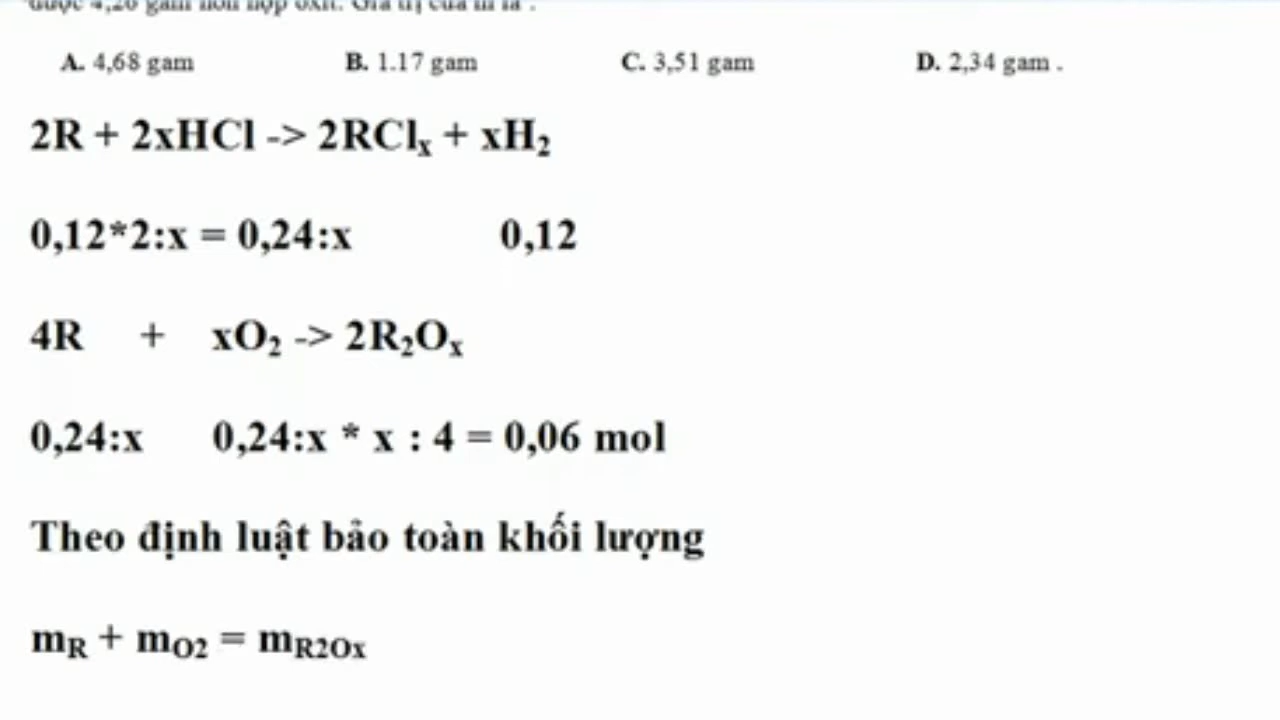 A. 4,68 gam B. 1.17 gam C. 3,51 gam D. 2,34 gam .
2R + 2xHCl -> 2RClₓ + xH₂
0,12*2:x = 0,24:x 0,12
4R + xO₂ -> 2R₂Oₓ
0,24:x 0,24:x * x : 4 = 0,06 mol
Theo định luật bảo toàn khối lượng
mR + mO2 = mR2Ox